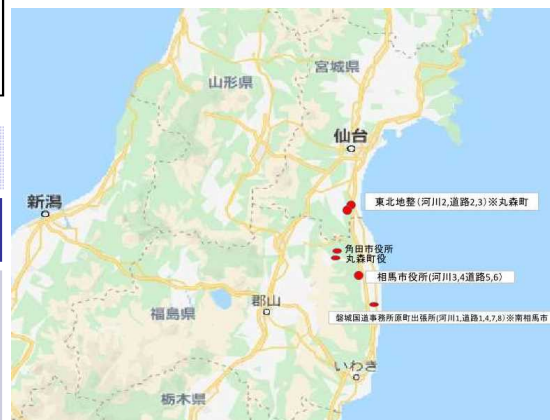 宮城県
山形県
仙台
新潟
東北地整(河川2,道路2,3)※丸森町
角田市役所
丸森町役
相馬市役所(河川3,4道路5,6)
郡山
福島県
磐城国道事務所原町出張所(河川1,道路1,4,7,8)※南相馬市
いわき
栃木県